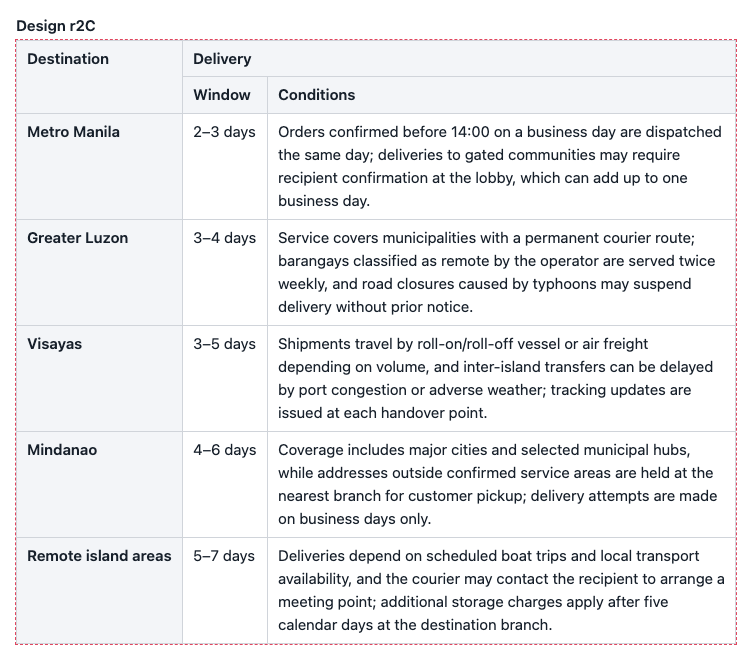 Design r2C
Destination
Delivery
Window
Conditions
Metro Manila
2–3 days
Orders confirmed before 14:00 on a business day are dispatched
the same day; deliveries to gated communities may require
recipient confirmation at the lobby, which can add up to one
business day.
Greater Luzon
3–4 days
Service covers municipalities with a permanent courier route;
barangays classified as remote by the operator are served twice
weekly, and road closures caused by typhoons may suspend
delivery without prior notice.
Visayas
3–5 days
Shipments travel by roll-on/roll-off vessel or air freight
depending on volume, and inter-island transfers can be delayed
by port congestion or adverse weather; tracking updates are
issued at each handover point.
Mindanao
4–6 days
Coverage includes major cities and selected municipal hubs,
while addresses outside confirmed service areas are held at the
nearest branch for customer pickup; delivery attempts are made
on business days only.
Remote island areas
5–7 days
Deliveries depend on scheduled boat trips and local transport
availability, and the courier may contact the recipient to arrange a
meeting point; additional storage charges apply after five
calendar days at the destination branch.